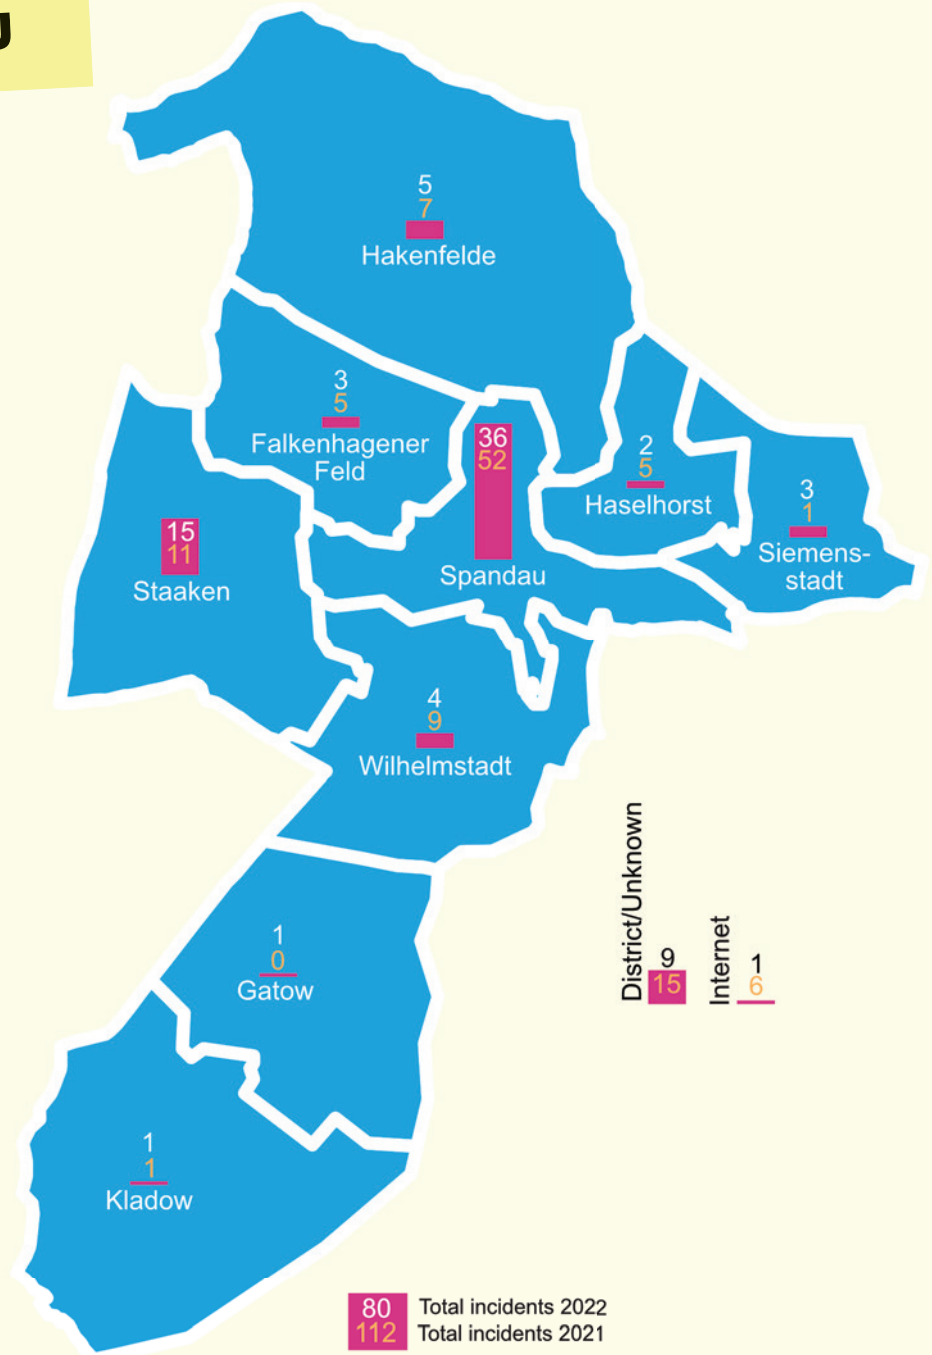 5
7
Hakenfelde
3
5
Falkenhagener
Feld
36
52
Spandau
2
5
Haselhorst
3
1
Siemens-
stadt
15
11
Staaken
4
9
Wilhelmstadt
District/Unknown
9
15
Internet
1
6
1
0
Gatow
1
1
Kladow
80 Total incidents 2022
112 Total incidents 2021